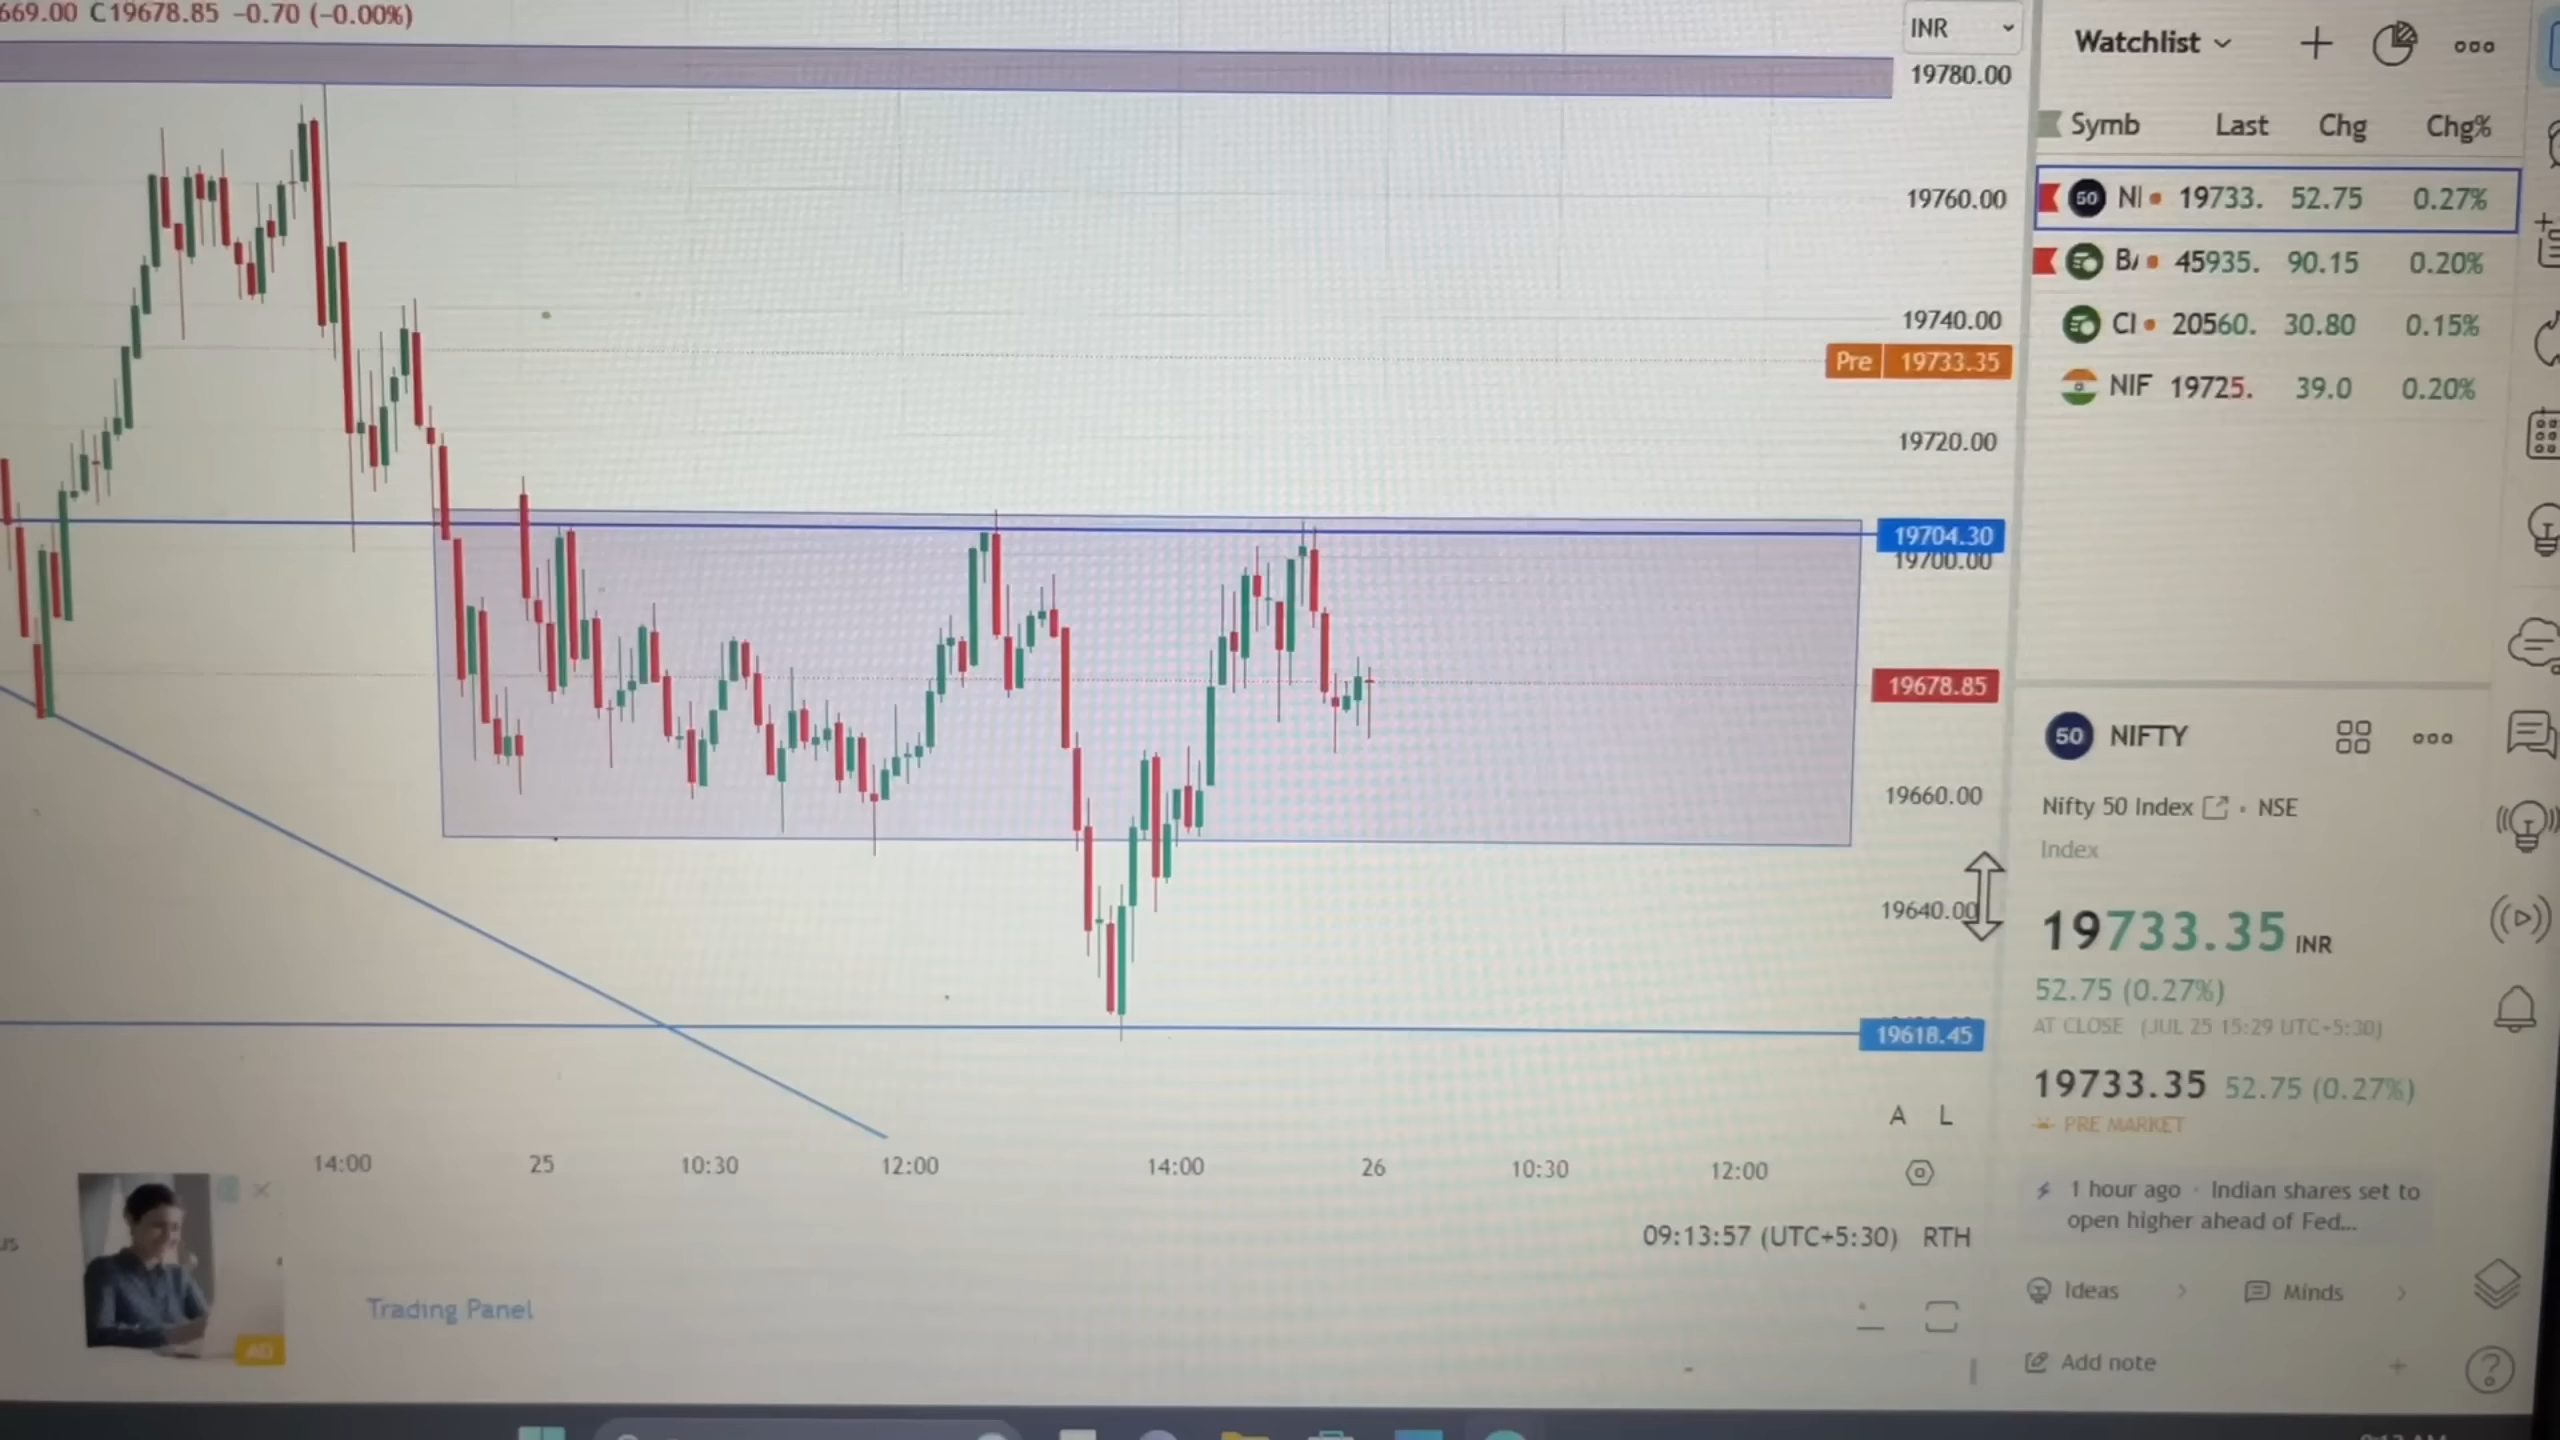 669.00 C19678.85 −0.70 (−0.00%)
INR
19780.00
19760.00
19740.00
Pre 19733.35
19720.00
19704.30
19700.00
19678.85
19660.00
19640.00
19618.45
A L
14:00 25 10:30 12:00 14:00 26 10:30 12:00
09:13:57 (UTC+5:30) RTH
AD
Trading Panel
Watchlist
Symb Last Chg Chg%
50 NI 19733. 52.75 0.27%
45935. 90.15 0.20%
CI 20560. 30.80 0.15%
NIF 19725. 39.0 0.20%
50 NIFTY
Nifty 50 Index · NSE
Index
19733.35 INR
52.75 (0.27%)
AT CLOSE (JUL 25 15:29 UTC+5:30)
19733.35 52.75 (0.27%)
PRE MARKET
1 hour ago · Indian shares set to
open higher ahead of Fed...
Ideas Minds
Add note